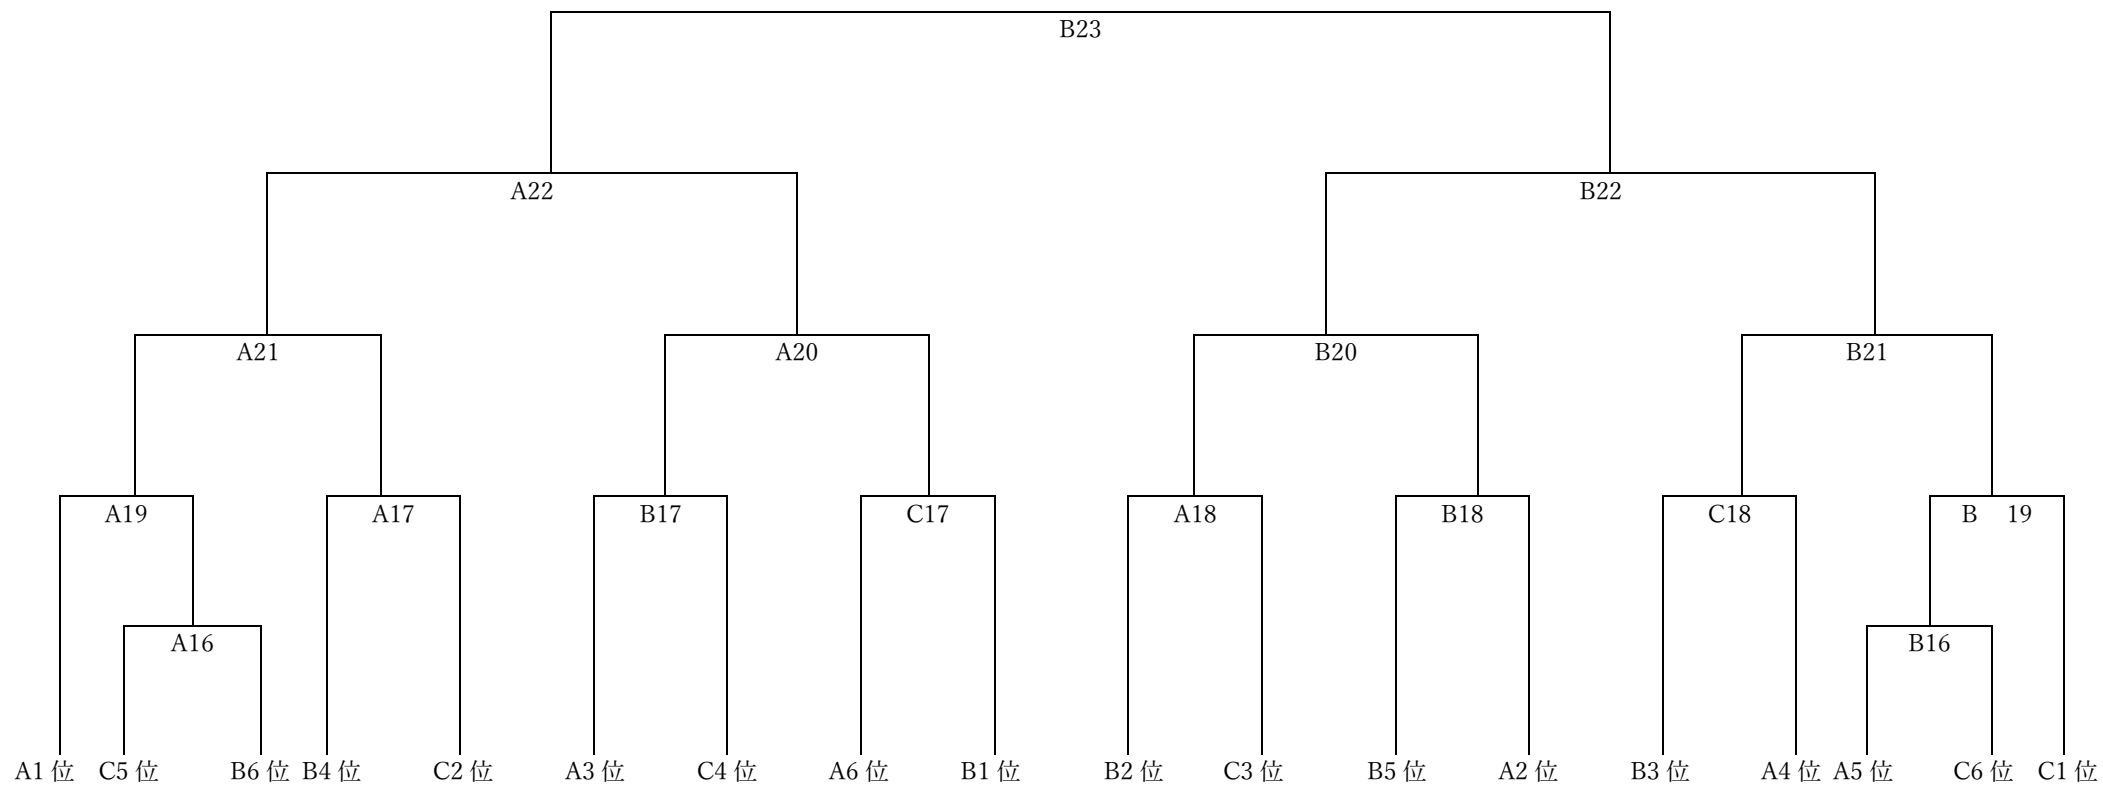 B23
A22 B22
A21 A20 B20 B21
A19 A17 B17 C17 A18 B18 C18 B 19
A16 B16
A1 位 C5 位 B6 位 B4 位 C2 位 A3 位 C4 位 A6 位 B1 位 B2 位 C3 位 B5 位 A2 位 B3 位 A4 位 A5 位 C6 位 C1 位